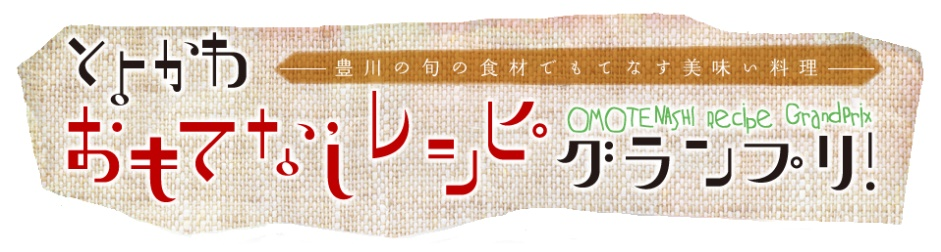 とよかわ
豊川の旬の食材でもてなす美味い料理
おもてなしレシピ
OMOTENASHI Recipe GrandPrix
グランプリ!